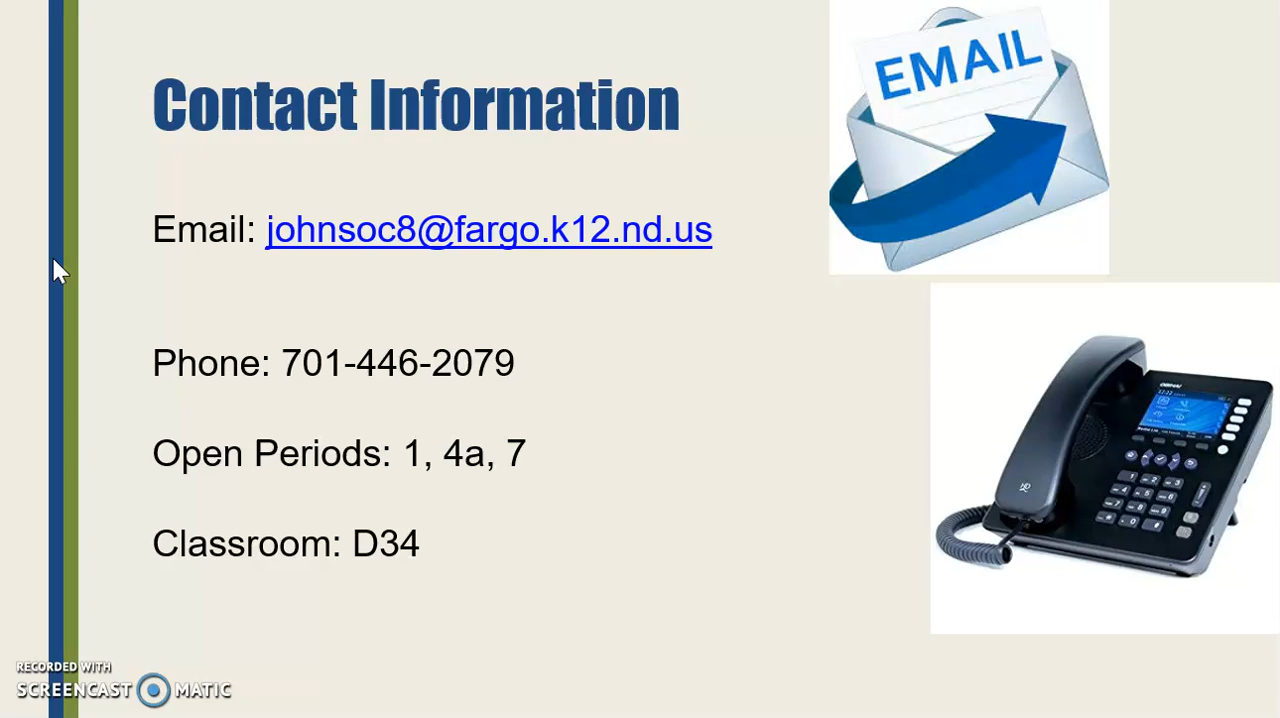 EMAIL
Contact Information
Email: johnsoc8@fargo.k12.nd.us
Phone: 701-446-2079
Open Periods: 1, 4a, 7
Classroom: D34
RECORDED WITH
SCREENCAST MATIC